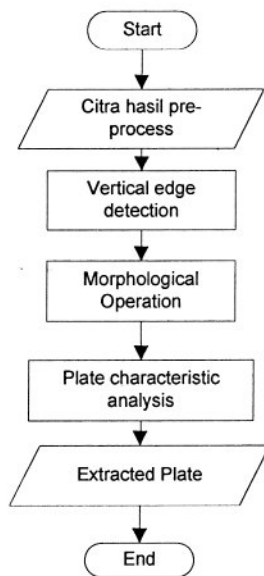 Start
Citra hasil pre-
process
Vertical edge
detection
Morphological
Operation
Plate characteristic
analysis
Extracted Plate
End